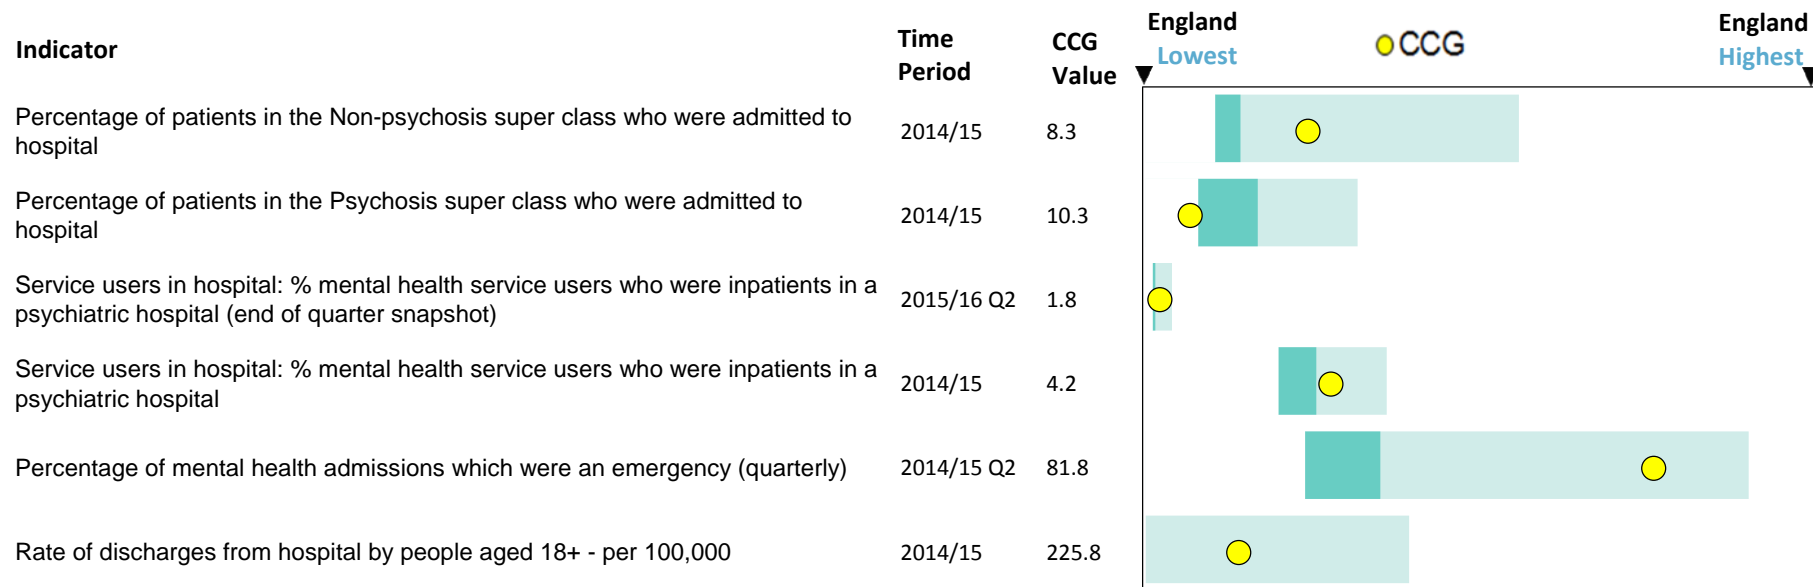 Indicator
Time
Period
CCG
Value
England
Lowest
CCG
England
Highest
Percentage of patients in the Non-psychosis super class who were admitted to
hospital
2014/15
8.3
Percentage of patients in the Psychosis super class who were admitted to
hospital
2014/15
10.3
Service users in hospital: % mental health service users who were inpatients in a
psychiatric hospital (end of quarter snapshot)
2015/16 Q2
1.8
Service users in hospital: % mental health service users who were inpatients in a
psychiatric hospital
2014/15
4.2
Percentage of mental health admissions which were an emergency (quarterly)
2014/15 Q2
81.8
Rate of discharges from hospital by people aged 18+ - per 100,000
2014/15
225.8